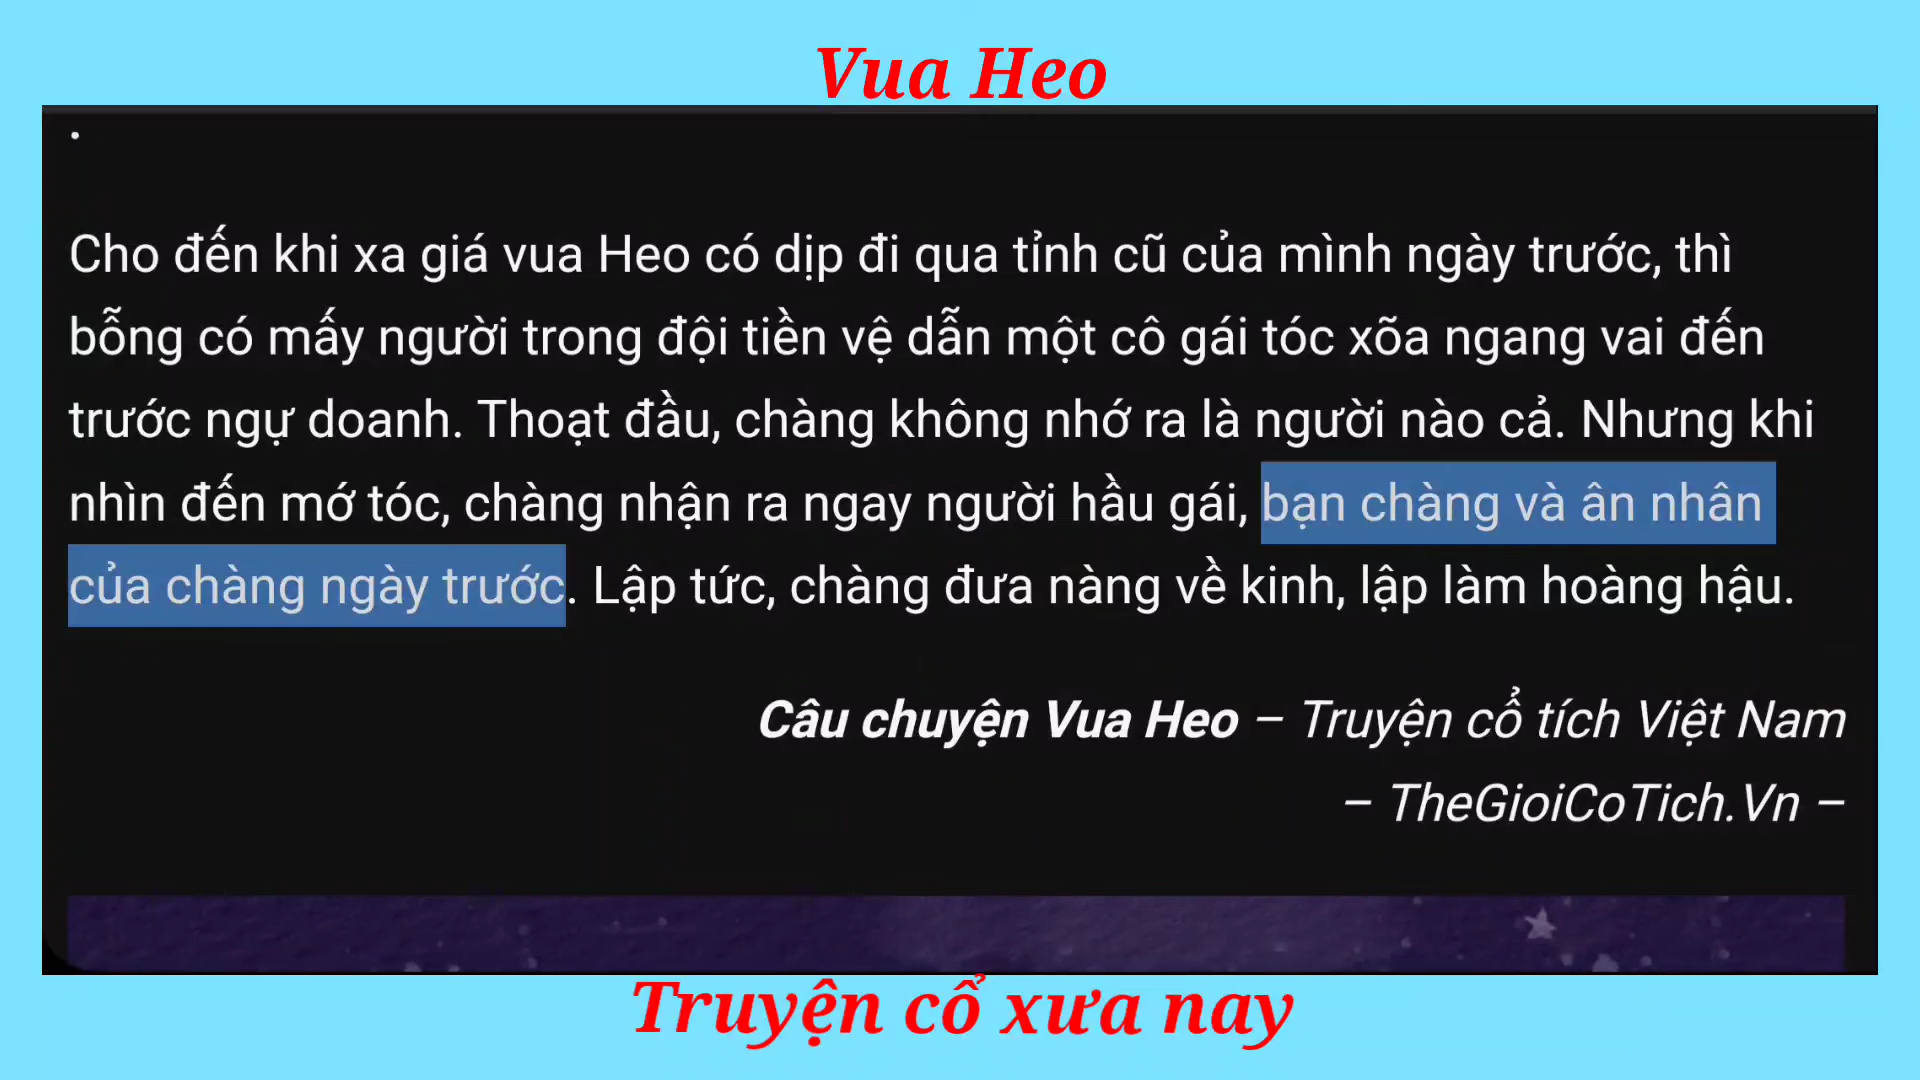 Vua Heo
.
Cho đến khi xa giá vua Heo có dịp đi qua tỉnh cũ của mình ngày trước, thì
bỗng có mấy người trong đội tiền vệ dẫn một cô gái tóc xõa ngang vai đến
trước ngự doanh. Thoạt đầu, chàng không nhớ ra là người nào cả. Nhưng khi
nhìn đến mớ tóc, chàng nhận ra ngay người hầu gái, bạn chàng và ân nhân
của chàng ngày trước. Lập tức, chàng đưa nàng về kinh, lập làm hoàng hậu.
Câu chuyện Vua Heo – Truyện cổ tích Việt Nam
– TheGioiCoTich.Vn –
Truyện cổ xưa nay